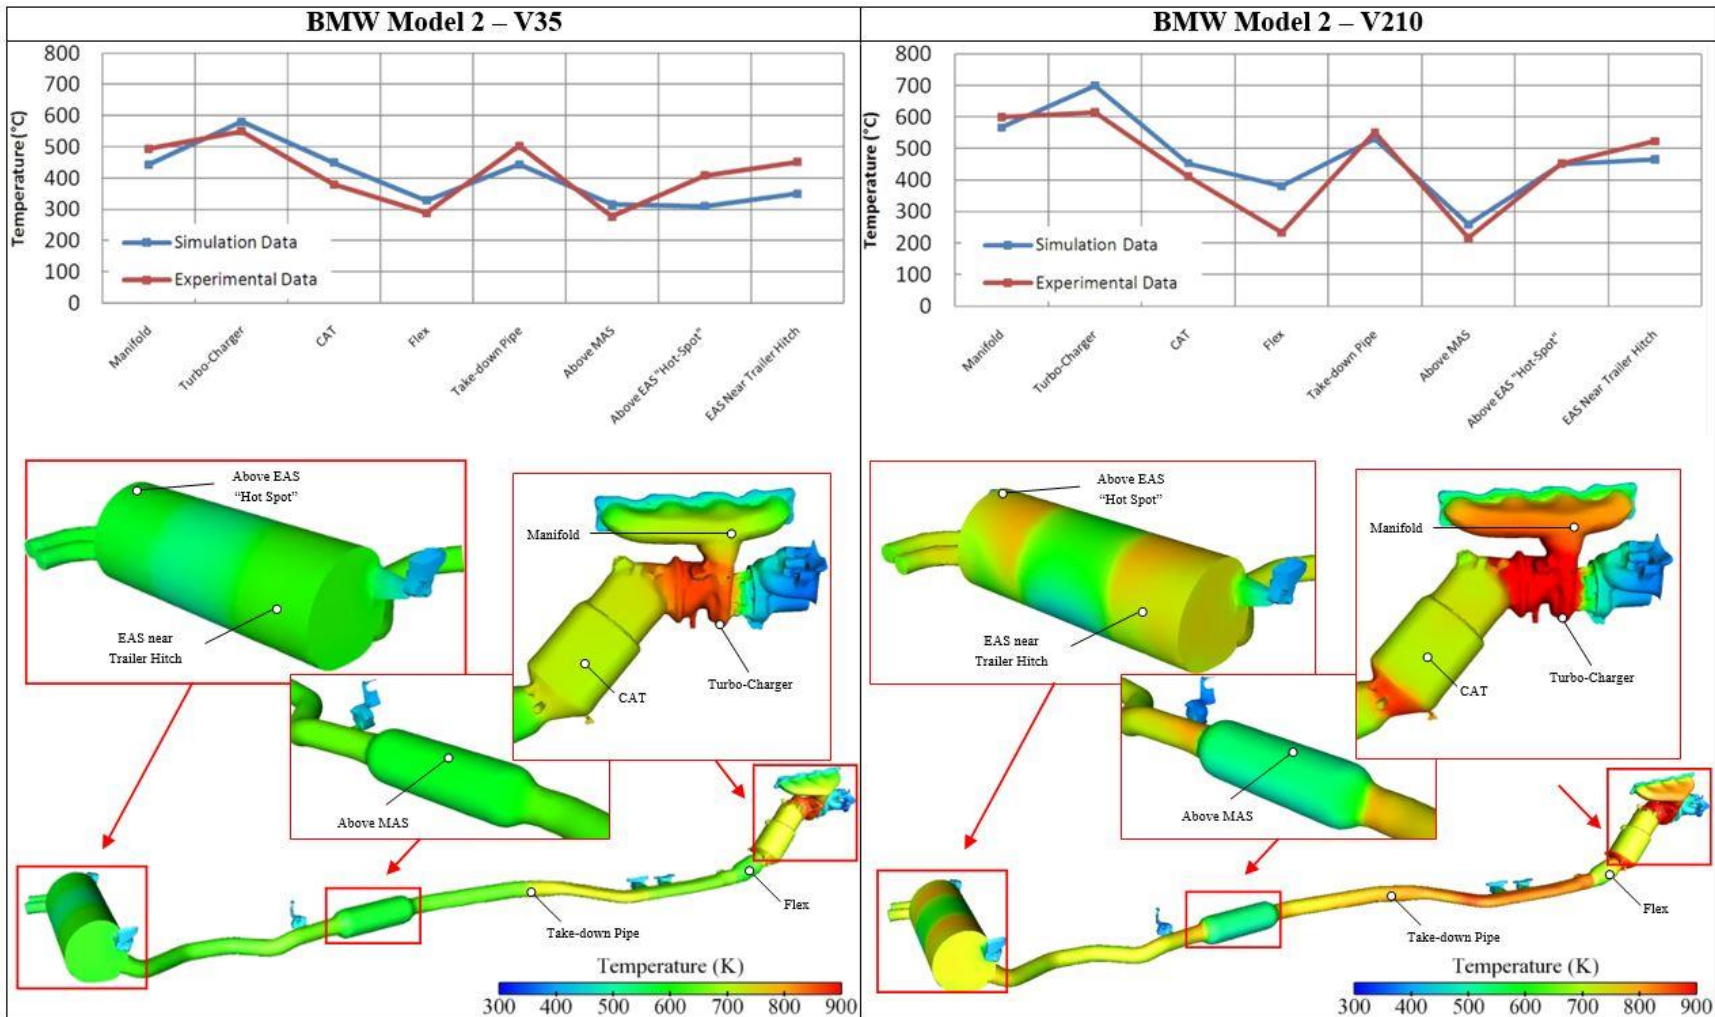 BMW Model 2 – V35
800
700
600
500
400
300
200
100
0
Temperature (°C)
Simulation Data
Experimental Data
Manifold
Turbo-Charger
CAT
Flex
Take-down Pipe
Above MAS
Above EAS "Hot-Spot"
EAS Near Trailer Hitch
Above EAS
“Hot Spot”
EAS near
Trailer Hitch
Manifold
CAT
Turbo-Charger
Above MAS
Flex
Take-down Pipe
Temperature (K)
300 400 500 600 700 800 900
BMW Model 2 – V210
800
700
600
500
400
300
200
100
0
Temperature (°C)
Simulation Data
Experimental Data
Manifold
Turbo-Charger
CAT
Flex
Take-down Pipe
Above MAS
Above EAS "Hot-Spot"
EAS Near Trailer Hitch
Above EAS
“Hot Spot”
EAS near
Trailer Hitch
Manifold
CAT
Turbo-Charger
Above MAS
Flex
Take-down Pipe
Temperature (K)
300 400 500 600 700 800 900